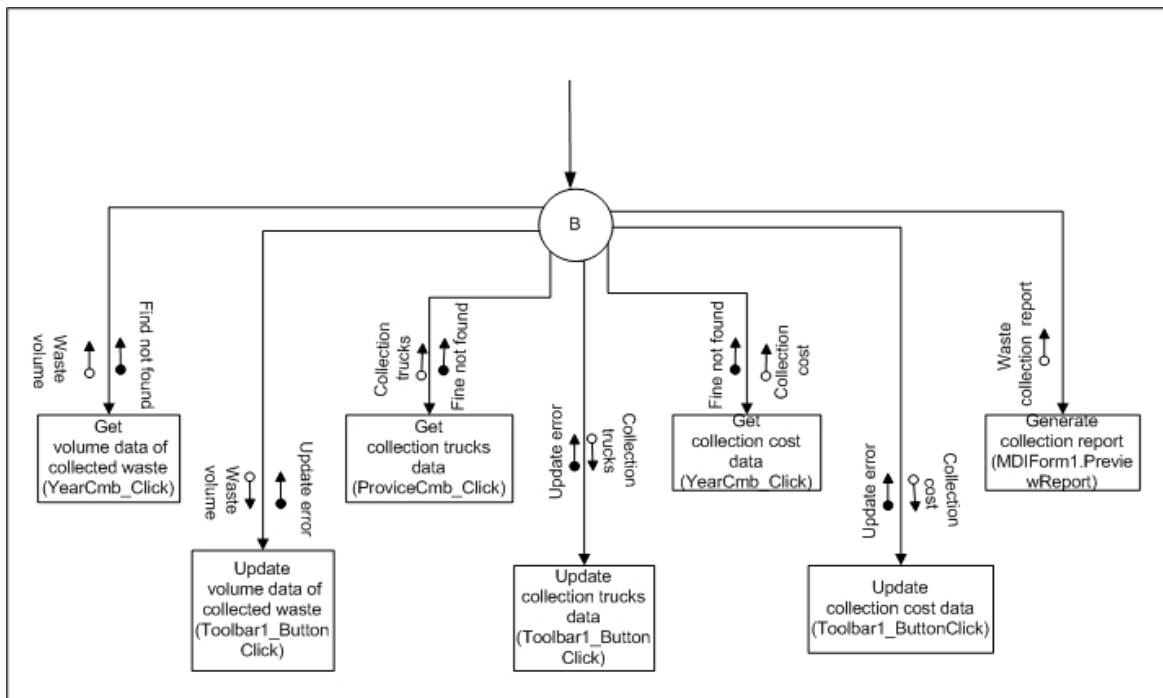 B
Find not found
Waste
volume
Collection
trucks
Fine not found
Fine not found
Collection
cost
Waste
collection report
Get
volume data of
collected waste
(YearCmb_Click)
Get
collection trucks
data
(ProviceCmb_Click)
Get
collection cost
data
(YearCmb_Click)
Generate
collection report
(MDIForm1.Previe
wReport)
Waste
volume
Update error
Update error
Collection
trucks
Update error
Collection
cost
Update
volume data of
collected waste
(Toolbar1_Button
Click)
Update
collection trucks
data
(Toolbar1_Button
Click)
Update
collection cost data
(Toolbar1_ButtonClick)